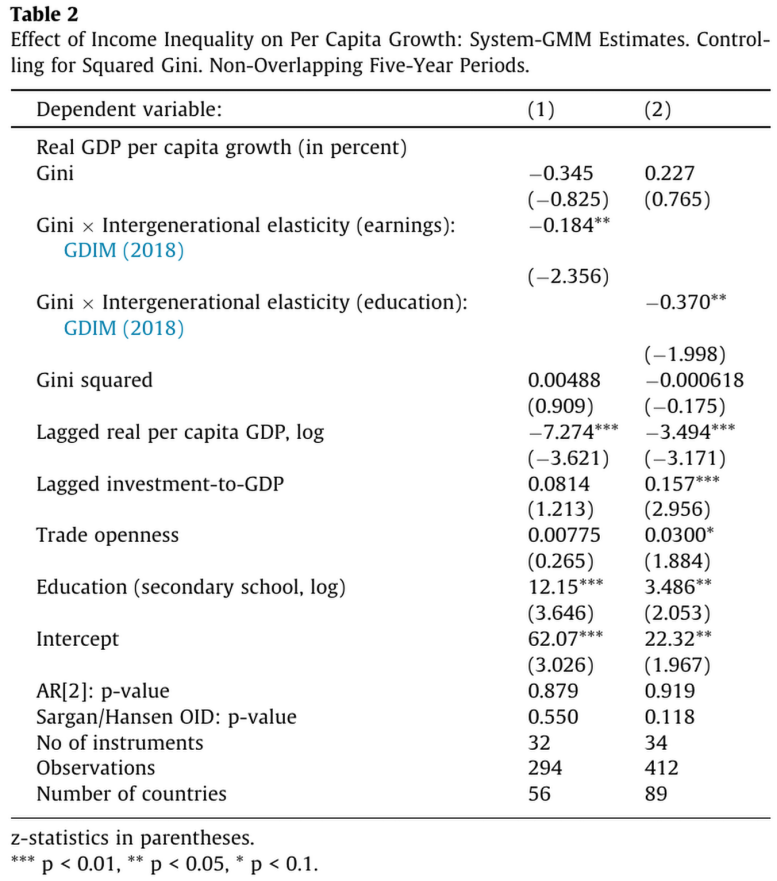 Table 2
Effect of Income Inequality on Per Capita Growth: System-GMM Estimates. Control-
ling for Squared Gini. Non-Overlapping Five-Year Periods.
Dependent variable: (1) (2)
Real GDP per capita growth (in percent)
Gini −0.345 0.227
(−0.825) (0.765)
Gini × Intergenerational elasticity (earnings): −0.184**
GDIM (2018)
(−2.356)
Gini × Intergenerational elasticity (education): −0.370**
GDIM (2018)
(−1.998)
Gini squared 0.00488 −0.000618
(0.909) (−0.175)
Lagged real per capita GDP, log −7.274*** −3.494***
(−3.621) (−3.171)
Lagged investment-to-GDP 0.0814 0.157***
(1.213) (2.956)
Trade openness 0.00775 0.0300*
(0.265) (1.884)
Education (secondary school, log) 12.15*** 3.486**
(3.646) (2.053)
Intercept 62.07*** 22.32**
(3.026) (1.967)
AR[2]: p-value 0.879 0.919
Sargan/Hansen OID: p-value 0.550 0.118
No of instruments 32 34
Observations 294 412
Number of countries 56 89
z-statistics in parentheses.
*** p < 0.01, ** p < 0.05, * p < 0.1.